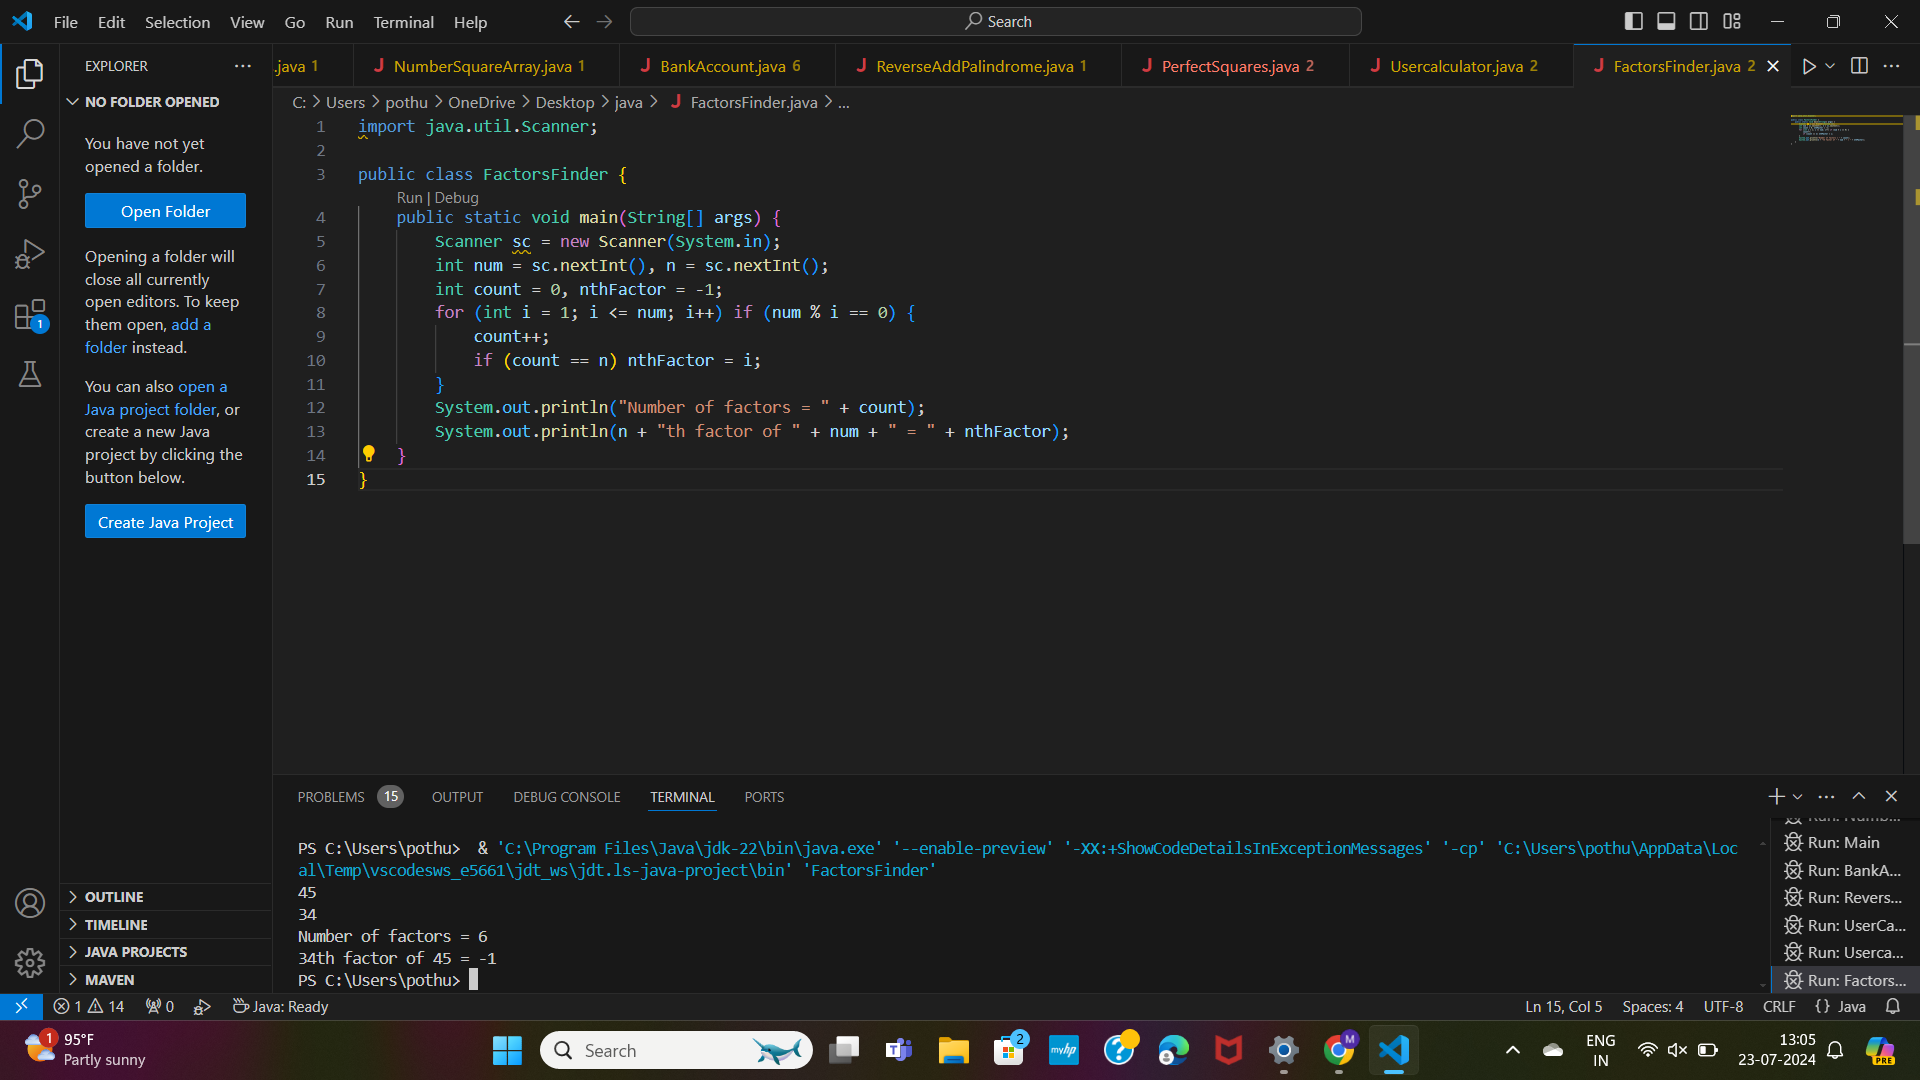 File Edit Selection View Go Run Terminal Help
Search
EXPLORER
.java 1
NumberSquareArray.java 1
BankAccount.java 6
ReverseAddPalindrome.java 1
PerfectSquares.java 2
Usercalculator.java 2
FactorsFinder.java 2
NO FOLDER OPENED
You have not yet
opened a folder.
Open Folder
Opening a folder will
close all currently
open editors. To keep
them open, add a
folder instead.
You can also open a
Java project folder, or
create a new Java
project by clicking the
button below.
Create Java Project
OUTLINE
TIMELINE
JAVA PROJECTS
MAVEN
1
C: > Users > pothu > OneDrive > Desktop > java > FactorsFinder.java > ...
1 import java.util.Scanner;
2
3 public class FactorsFinder {
Run | Debug
4 public static void main(String[] args) {
5 Scanner sc = new Scanner(System.in);
6 int num = sc.nextInt(), n = sc.nextInt();
7 int count = 0, nthFactor = -1;
8 for (int i = 1; i <= num; i++) if (num % i == 0) {
9 count++;
10 if (count == n) nthFactor = i;
11 }
12 System.out.println("Number of factors = " + count);
13 System.out.println(n + "th factor of " + num + " = " + nthFactor);
14 }
15 }
PROBLEMS 15 OUTPUT DEBUG CONSOLE TERMINAL PORTS
PS C:\Users\pothu> & 'C:\Program Files\Java\jdk-22\bin\java.exe' '--enable-preview' '-XX:+ShowCodeDetailsInExceptionMessages' '-cp' 'C:\Users\pothu\AppData\Loc
al\Temp\vscodesws_e5661\jdt_ws\jdt.ls-java-project\bin' 'FactorsFinder'
45
34
Number of factors = 6
34th factor of 45 = -1
PS C:\Users\pothu>
Run: Main
Run: BankA...
Run: Revers...
Run: UserCa...
Run: Userca...
Run: Factors...
1 14 0 Java: Ready
Ln 15, Col 5 Spaces: 4 UTF-8 CRLF {} Java
1
95°F
Partly sunny
Search
2
myhp
M
ENG
IN
13:05
23-07-2024
PRE